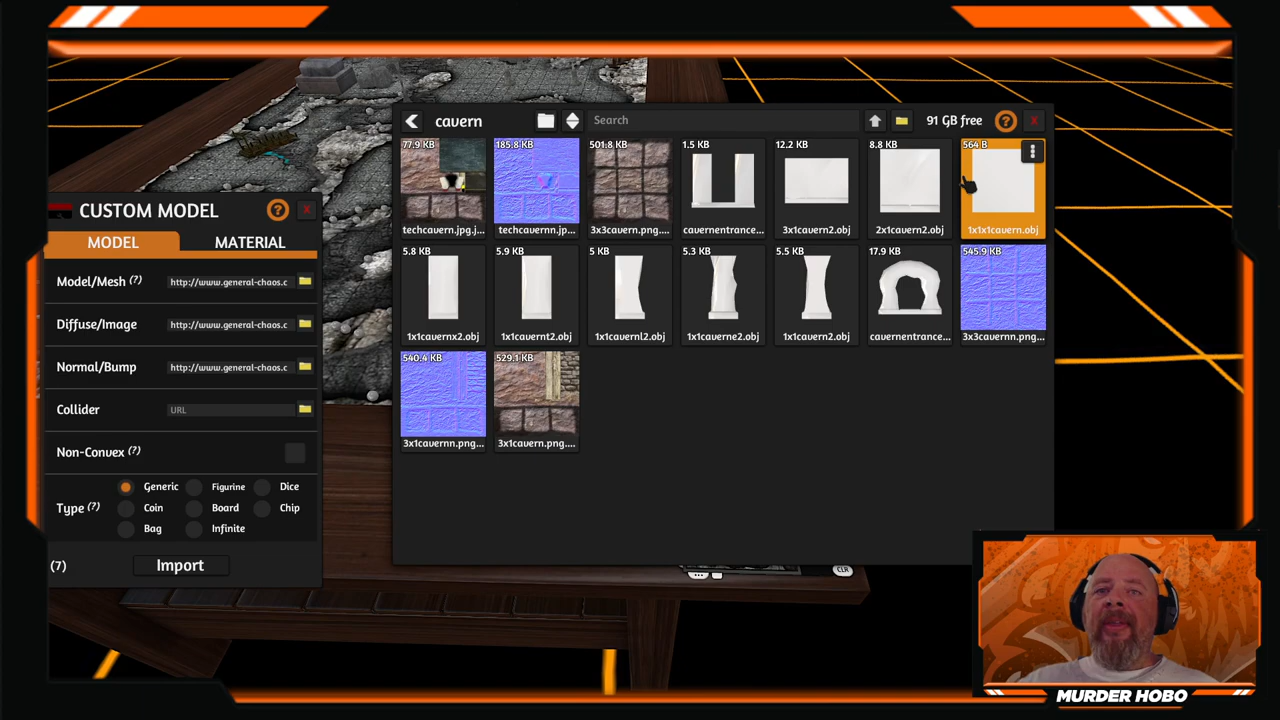 cavern
Search
91 GB free
77.9 KB
185.8 KB
501.8 KB
1.5 KB
12.2 KB
8.8 KB
564 B
techcavern.jpg.j...
techcavernn.jp...
3x3cavern.png....
cavernentrance...
3x1cavern2.obj
2x1cavern2.obj
1x1x1cavern.obj
5.8 KB
5.9 KB
5 KB
5.3 KB
5.5 KB
17.9 KB
545.9 KB
1x1cavernx2.obj
1x1cavernt2.obj
1x1cavernl2.obj
1x1caverne2.obj
1x1cavern2.obj
cavernentrance...
3x3cavernn.png...
540.4 KB
529.1 KB
3x1cavernn.png...
3x1cavern.png....
CUSTOM MODEL
?
X
MODEL
MATERIAL
Model/Mesh (?)
http://www.general-chaos.c
Diffuse/Image
http://www.general-chaos.c
Normal/Bump
http://www.general-chaos.c
Collider
URL
Non-Convex (?)
Type (?)
Generic
Figurine
Dice
Coin
Board
Chip
Bag
Infinite
(7)
Import
CLR
MURDER HOBO